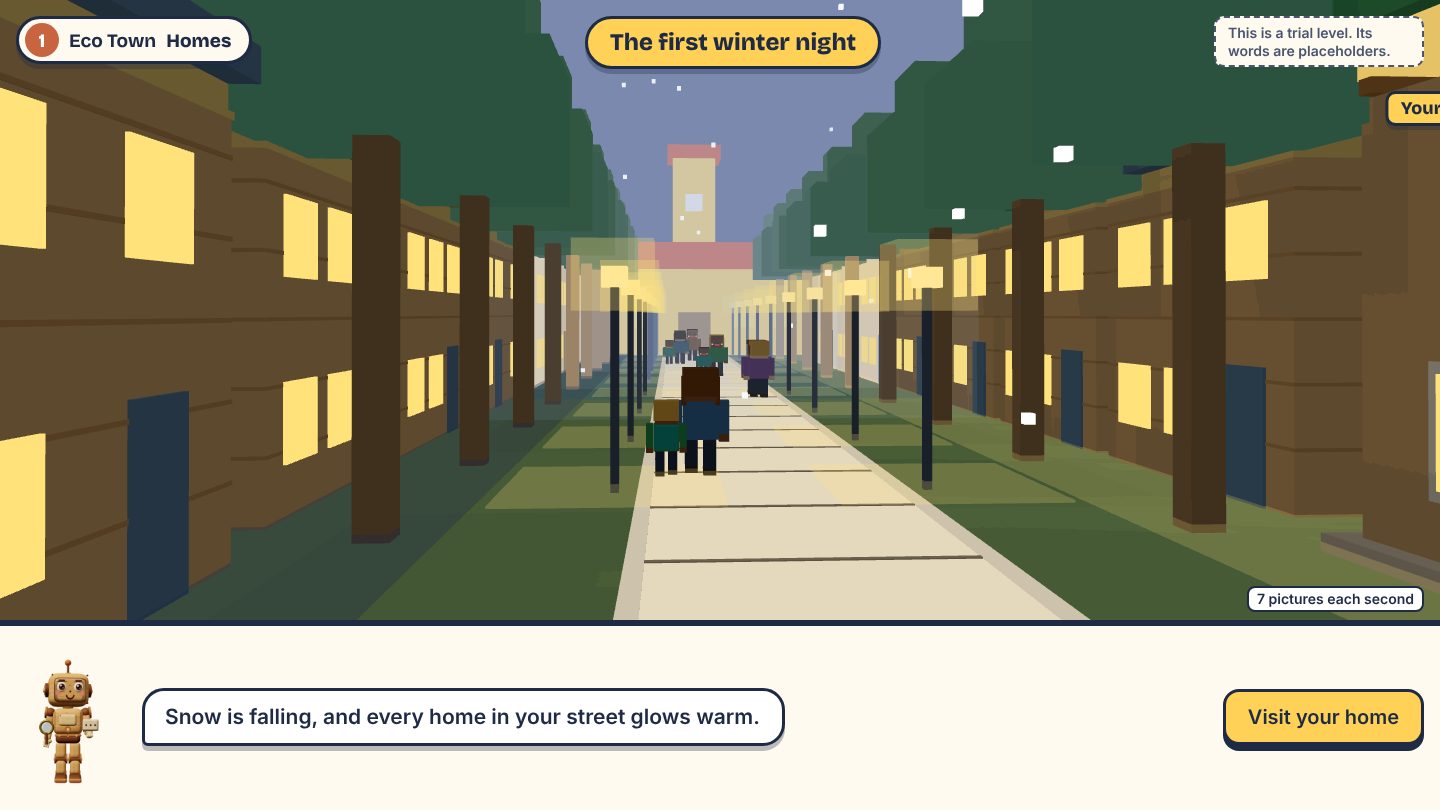 1 Eco Town Homes
The first winter night
This is a trial level. Its
words are placeholders.
Your
7 pictures each second
Snow is falling, and every home in your street glows warm.
Visit your home